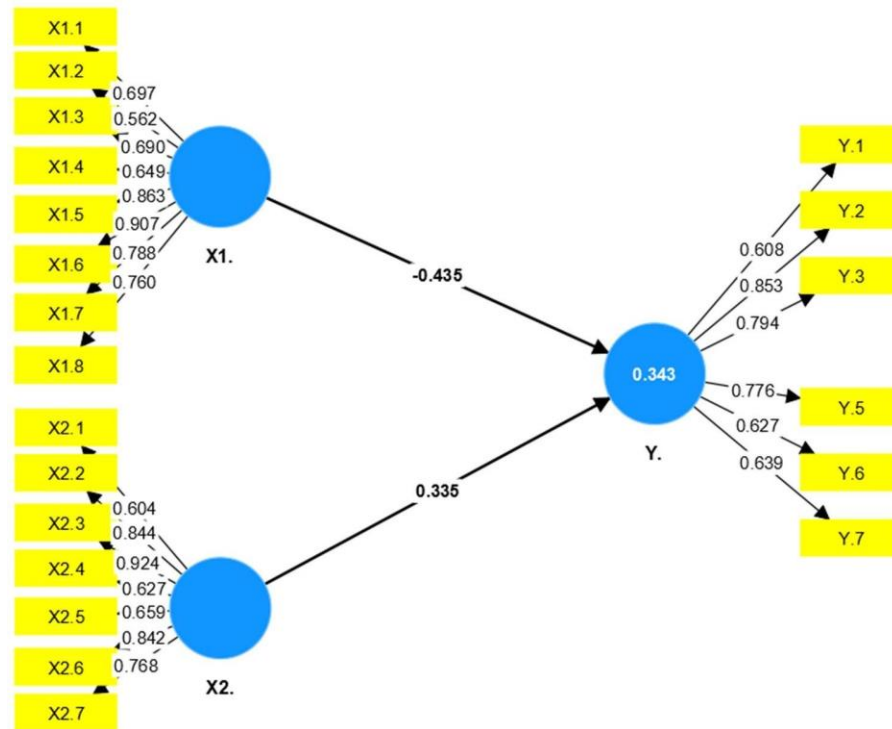 X1.1
X1.2
X1.3
X1.4
X1.5
X1.6
X1.7
X1.8
0.697
0.562
0.690
0.649
0.863
0.907
0.788
0.760
X1.
-0.435
X2.1
X2.2
X2.3
X2.4
X2.5
X2.6
X2.7
0.604
0.844
0.924
0.627
0.659
0.842
0.768
X2.
0.335
0.343
Y.
0.608
0.853
0.794
0.776
0.627
0.639
Y.1
Y.2
Y.3
Y.5
Y.6
Y.7